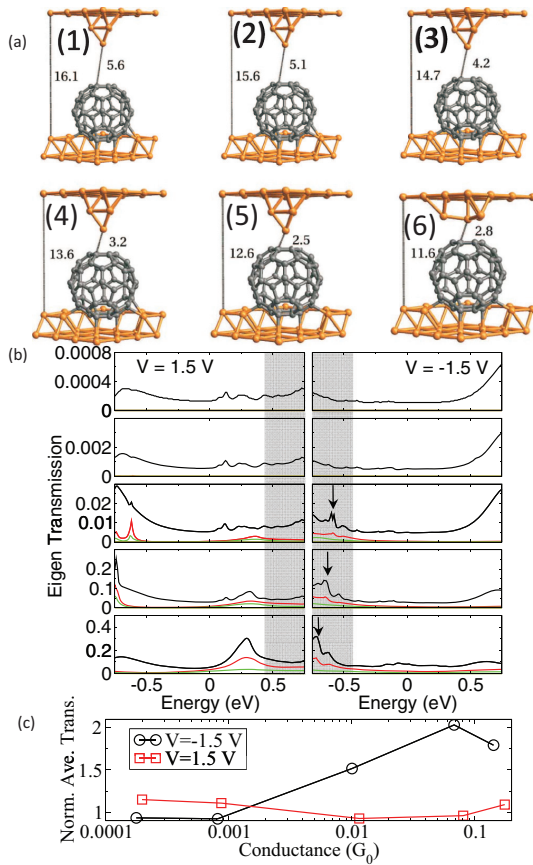 (a)
(1) (2) (3)
16.1 5.6 15.6 5.1 14.7 4.2
(4) (5) (6)
13.6 3.2 12.6 2.5 11.6 2.8
(b)
V = 1.5 V V = -1.5 V
0.0008
0.0004
0
0.002
0
0.02
0.01
0
0.2
0.1
0
0.4
0.2
0
Eigen Transmission
-0.5 0 0.5 -0.5 0 0.5
Energy (eV) Energy (eV)
(c)
Norm. Ave. Trans.
2
1.5
1
V=-1.5 V
V=1.5 V
0.0001 0.001 0.01 0.1
Conductance (G0)